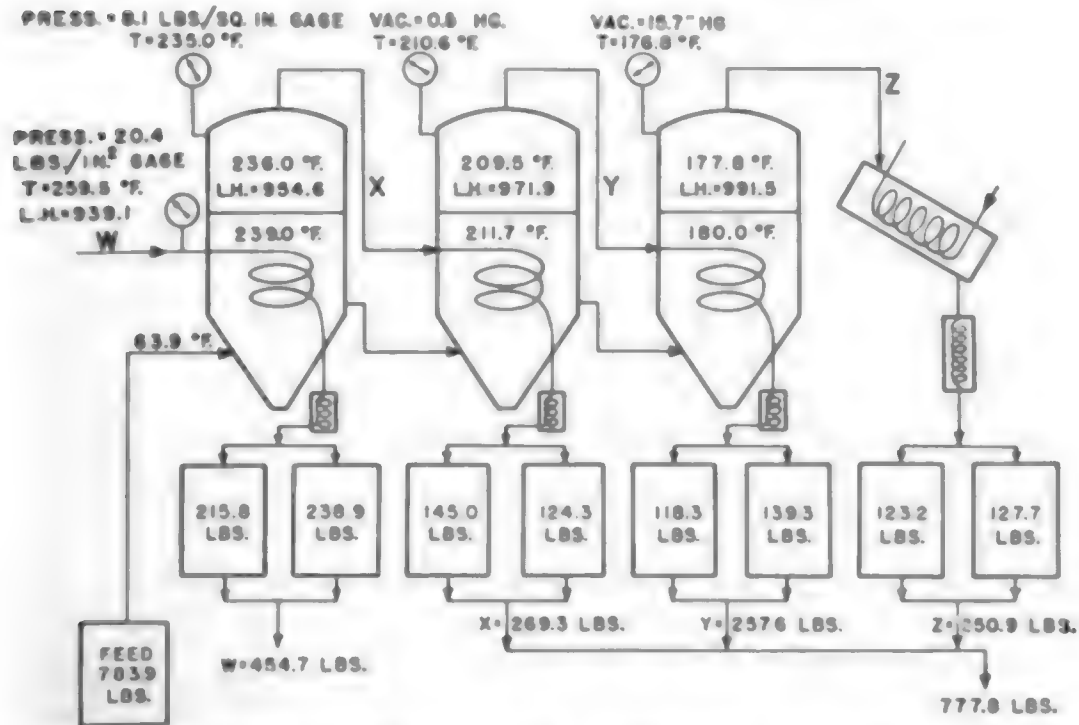 PRESS. = 8.1 LBS/SQ. IN. GAGE
T=235.0 °F.
VAC.=0.8 HG.
T=210.6 °F.
VAC.=15.7" HG
T=176.8 °F.
PRESS.= 20.4
LBS/IN.² GAGE
T=259.5 °F.
L.H.=939.1
W
236.0 °F.
L.H.=954.6
239.0 °F.
X
209.5 °F.
L.H.=971.9
211.7 °F.
Y
177.8 °F.
L.H.=991.5
180.0 °F.
Z
63.9 °F.
215.8
LBS.
238.9
LBS.
145.0
LBS.
124.3
LBS.
118.3
LBS.
139.3
LBS.
123.2
LBS.
127.7
LBS.
X=269.3 LBS.
Y=257.6 LBS.
Z=250.9 LBS.
W=454.7 LBS.
FEED
783.9
LBS.
777.8 LBS.